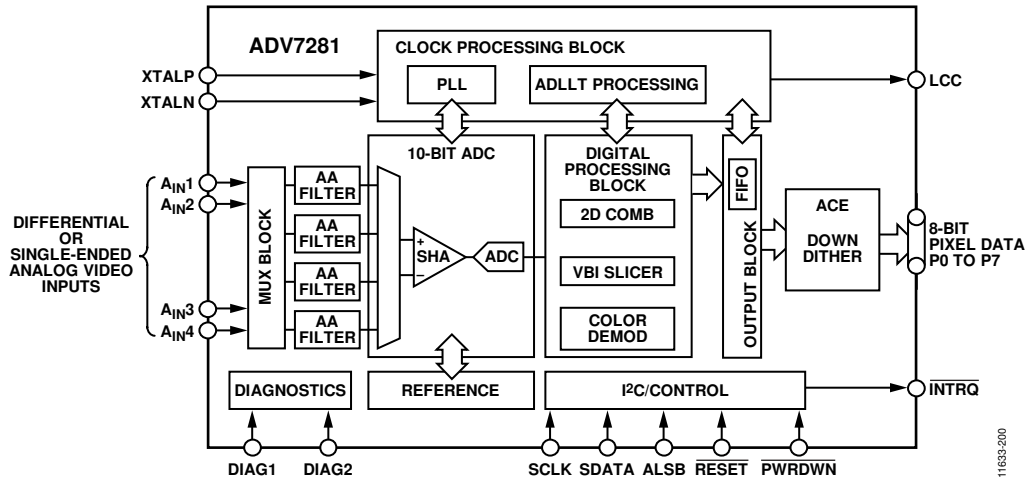 ADV7281
CLOCK PROCESSING BLOCK
PLL
ADLLT PROCESSING
XTALP
XTALN
LCC
10-BIT ADC
DIGITAL
PROCESSING
BLOCK
2D COMB
VBI SLICER
COLOR
DEMOD
DIFFERENTIAL
OR
SINGLE-ENDED
ANALOG VIDEO
INPUTS
AIN1
AIN2
AIN3
AIN4
MUX BLOCK
AA
FILTER
AA
FILTER
AA
FILTER
AA
FILTER
+
SHA
–
ADC
FIFO
OUTPUT BLOCK
ACE
DOWN
DITHER
8-BIT
PIXEL DATA
P0 TO P7
DIAGNOSTICS
REFERENCE
I2C/CONTROL
INTRQ
DIAG1
DIAG2
SCLK
SDATA
ALSB
RESET
PWRDWN
11633-200